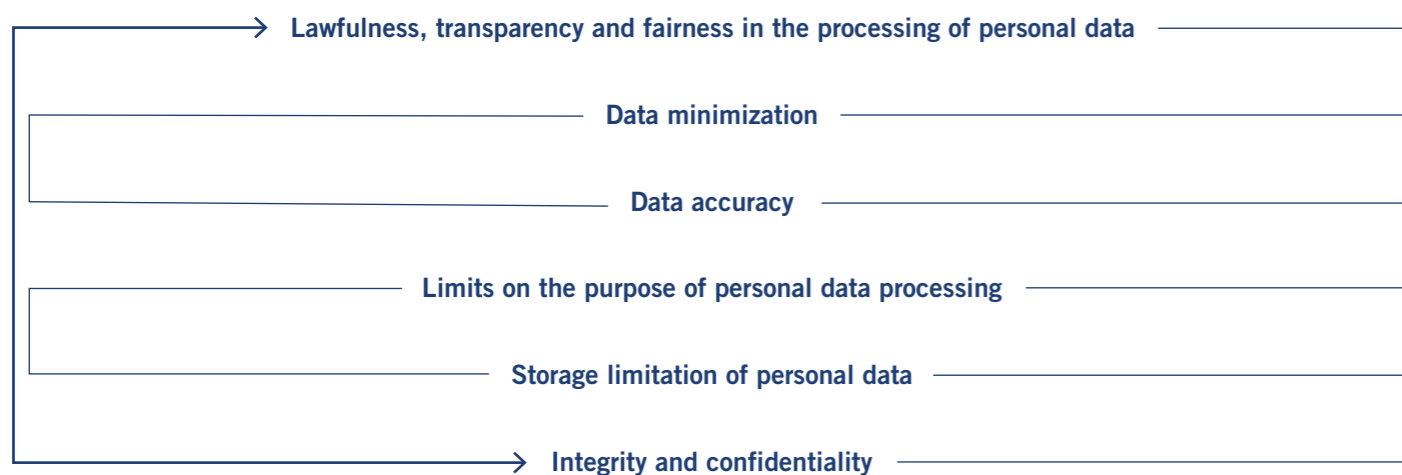 Lawfulness, transparency and fairness in the processing of personal data
Data minimization
Data accuracy
Limits on the purpose of personal data processing
Storage limitation of personal data
Integrity and confidentiality